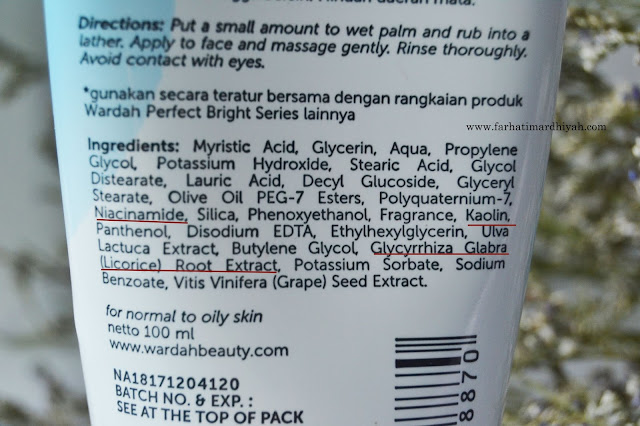 Hindari daerah mata.
Directions: Put a small amount to wet palm and rub into a
lather. Apply to face and massage gently. Rinse thoroughly.
Avoid contact with eyes.
*gunakan secara teratur bersama dengan rangkaian produk
Wardah Perfect Bright Series lainnya
www.farhatimardhiyah.com
Ingredients: Myristic Acid, Glycerin, Aqua, Propylene
Glycol, Potassium Hydroxlde, Stearic Acid, Glycol
Distearate, Lauric Acid, Decyl Glucoside, Glyceryl
Stearate, Olive Oil PEG-7 Esters, Polyquaternium-7,
Niacinamide, Silica, Phenoxyethanol, Fragrance, Kaolin,
Panthenol, Disodium EDTA, Ethylhexylglycerin, Ulva
Lactuca Extract, Butylene Glycol, Glycyrrhiza Glabra
(Licorice) Root Extract, Potassium Sorbate, Sodium
Benzoate, Vitis Vinifera (Grape) Seed Extract.
for normal to oily skin
netto 100 ml
www.wardahbeauty.com
NA18171204120
BATCH NO. & EXP. :
SEE AT THE TOP OF PACK
8870